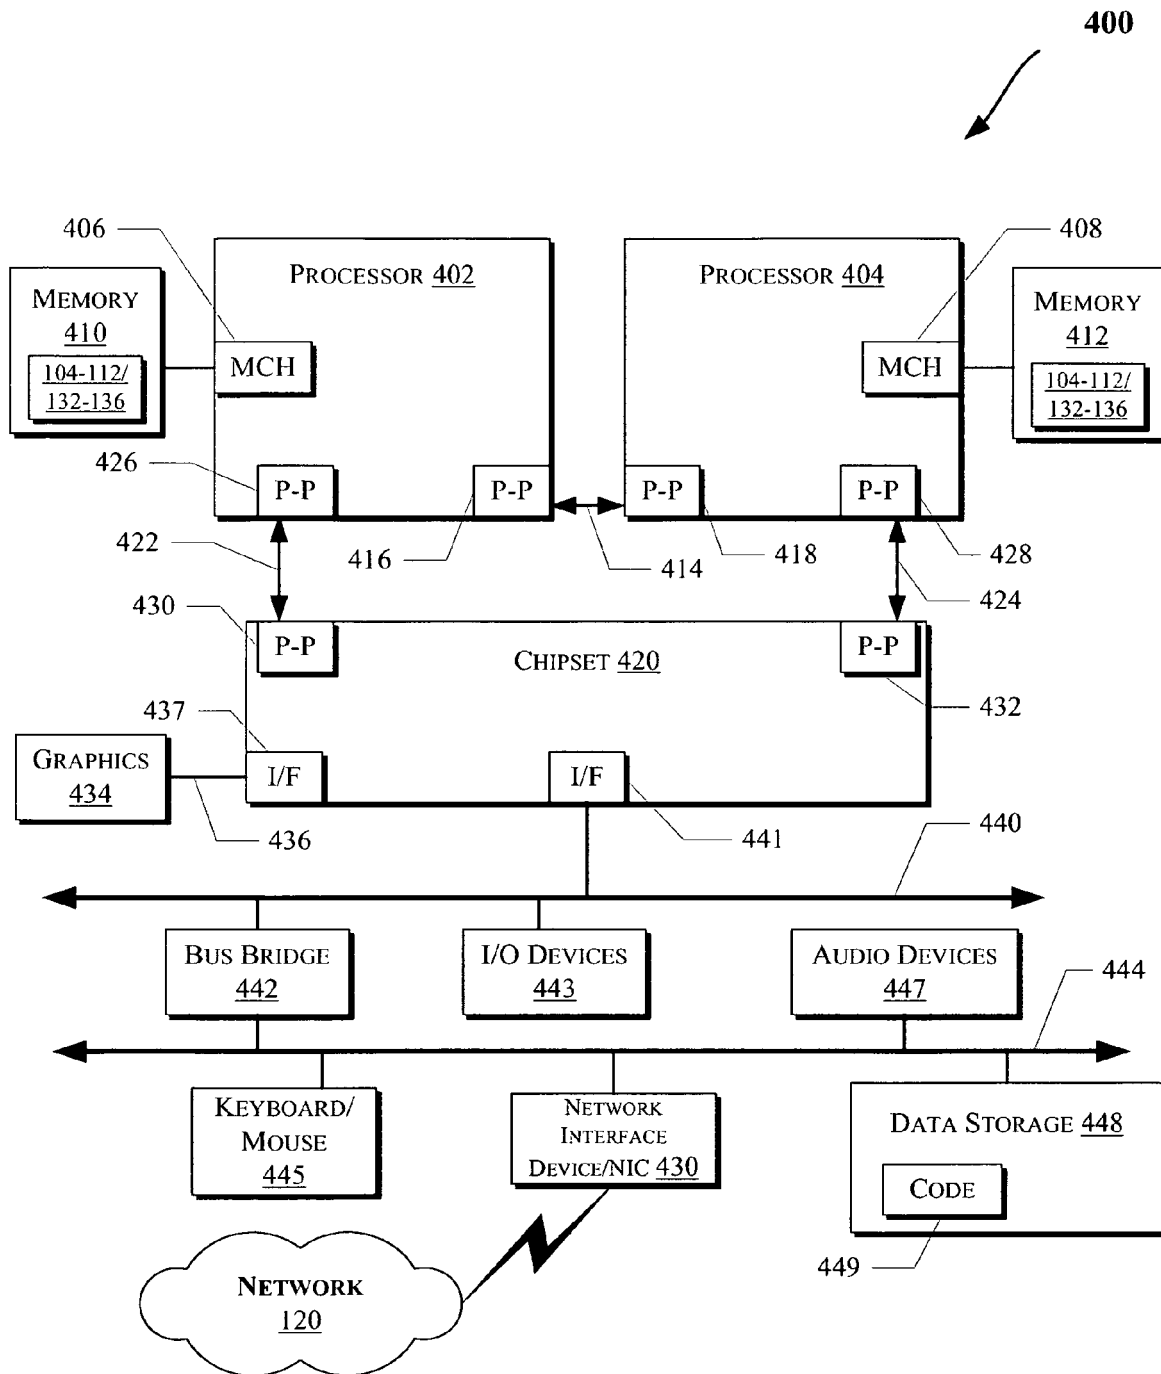 400
406
408
PROCESSOR 402
PROCESSOR 404
MEMORY
410
104-112/
132-136
MCH
MCH
MEMORY
412
104-112/
132-136
426
P-P
P-P
P-P
P-P
422
416
414
418
428
424
430
P-P
CHIPSET 420
P-P
432
437
GRAPHICS
434
I/F
I/F
436
441
440
BUS BRIDGE
442
I/O DEVICES
443
AUDIO DEVICES
447
444
KEYBOARD/
MOUSE
445
NETWORK
INTERFACE
DEVICE/NIC 430
DATA STORAGE 448
CODE
449
NETWORK
120